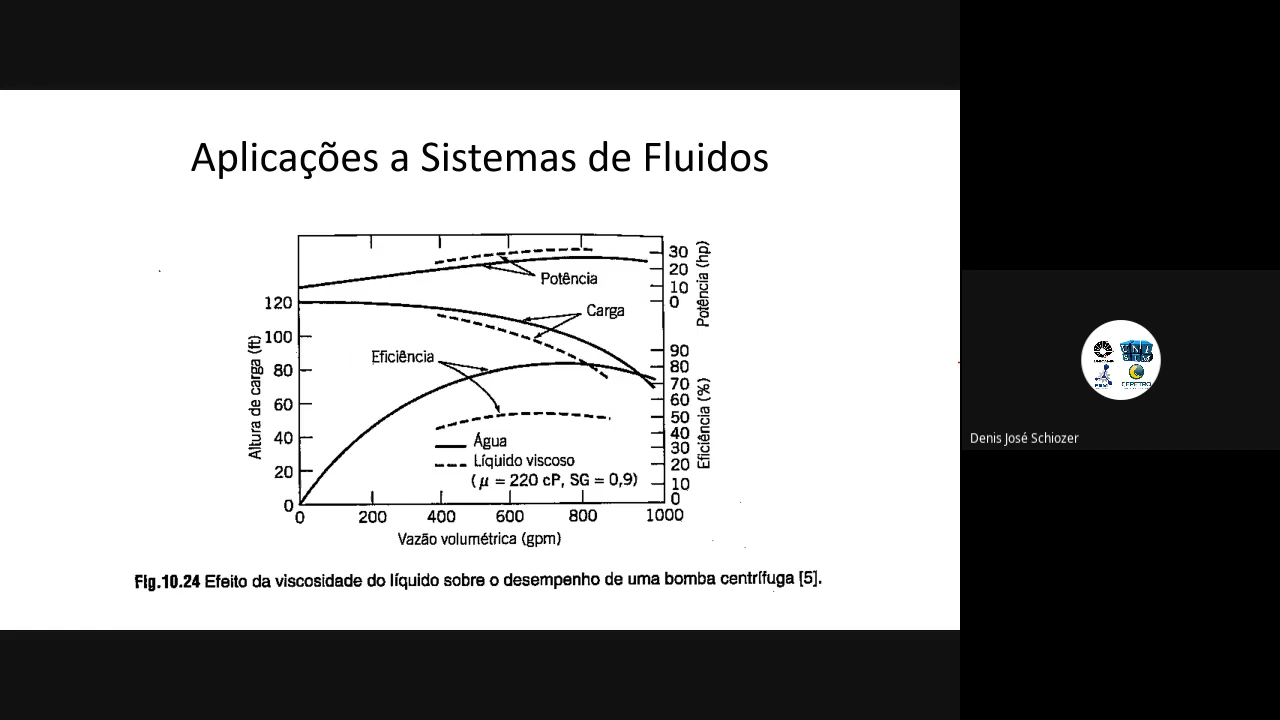 Aplicações a Sistemas de Fluidos
30
20
10
0
Potência (hp)
Potência
120
100
80
60
40
20
0
Altura de carga (ft)
Carga
Eficiência
90
80
70
60
50
40
30
20
10
0
Eficiência (%)
Água
Líquido viscoso
(μ = 220 cP, SG = 0,9)
0 200 400 600 800 1000
Vazão volumétrica (gpm)
Fig.10.24 Efeito da viscosidade do líquido sobre o desempenho de uma bomba centrífuga [5].
Denis José Schiozer